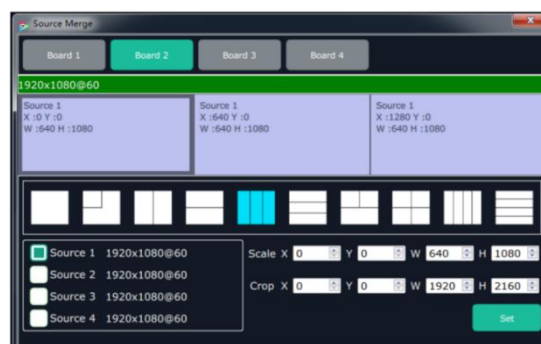 Source Merge
Board 1 Board 2 Board 3 Board 4
1920x1080@60
Source 1 Source 1 Source 1
X :0 Y :0 X :640 Y :0 X :1280 Y :0
W :640 H :1080 W :640 H :1080 W :640 H :1080
Source 1 1920x1080@60 Scale X 0 Y 0 W 640 H 1080
Source 2 1920x1080@60
Source 3 1920x1080@60 Crop X 0 Y 0 W 1920 H 2160
Source 4 1920x1080@60 Set